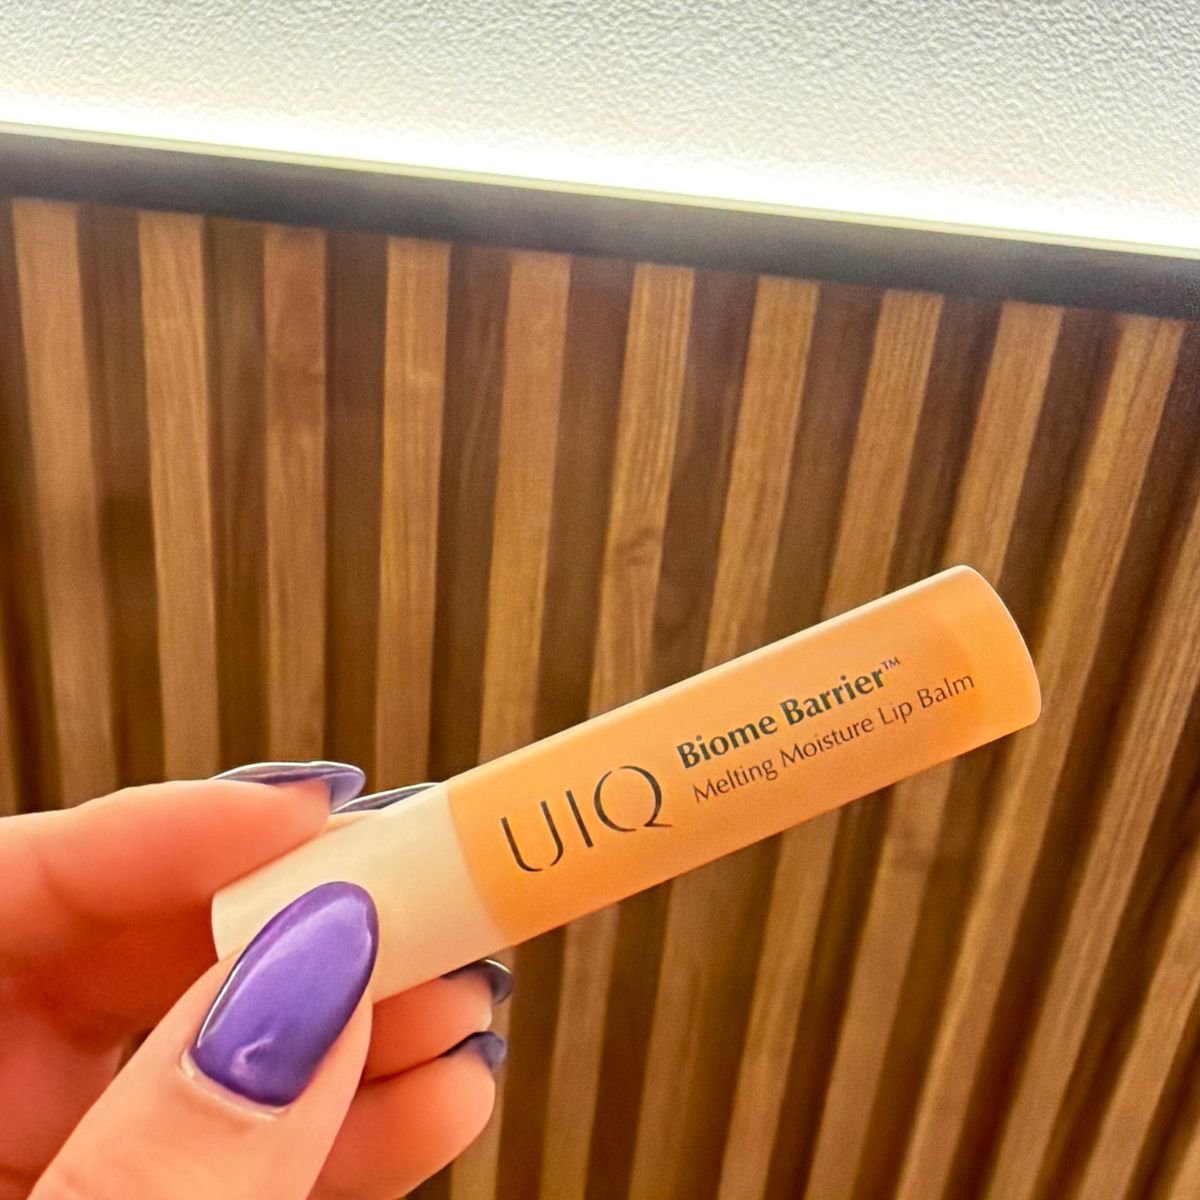 UIQ
Biome Barrier™
Melting Moisture Lip Balm